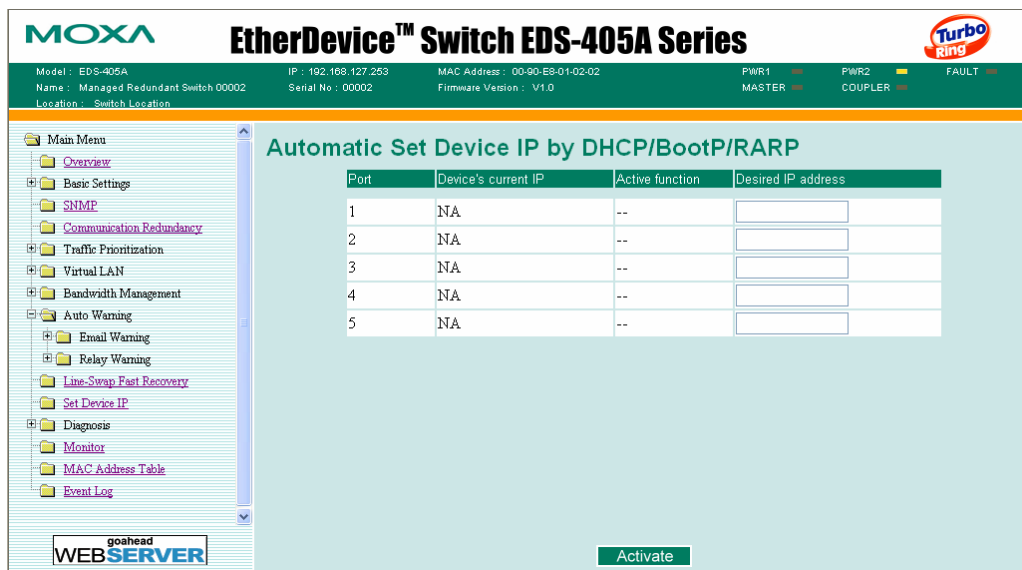 MOXA
EtherDevice™ Switch EDS-405A Series
Turbo
Ring
Model : EDS-405A
IP : 192.168.127.253
MAC Address : 00-90-E8-01-02-02
PWR1
PWR2
FAULT
Name : Managed Redundant Switch 00002
Serial No : 00002
Firmware Version : V1.0
MASTER
COUPLER
Location : Switch Location
Main Menu
Overview
Basic Settings
SNMP
Communication Redundancy
Traffic Prioritization
Virtual LAN
Bandwidth Management
Auto Warning
Email Warning
Relay Warning
Line-Swap Fast Recovery
Set Device IP
Diagnosis
Monitor
MAC Address Table
Event Log
goahead
WEBSERVER
Automatic Set Device IP by DHCP/BootP/RARP
Port Device's current IP Active function Desired IP address
1 NA --
2 NA --
3 NA --
4 NA --
5 NA --
Activate